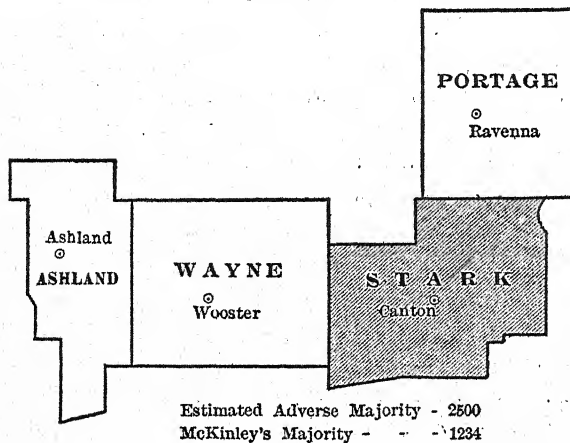 PORTAGE
Ravenna
Ashland
ASHLAND
WAYNE
Wooster
STARK
Canton
Estimated Adverse Majority - 2500
McKinley's Majority - - - 1234